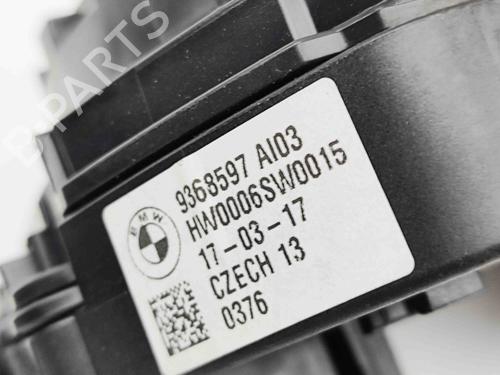 B-PARTS
9368597 AI03
HW0006SW0015
17-03-17
CZECH 13
0376
BMW